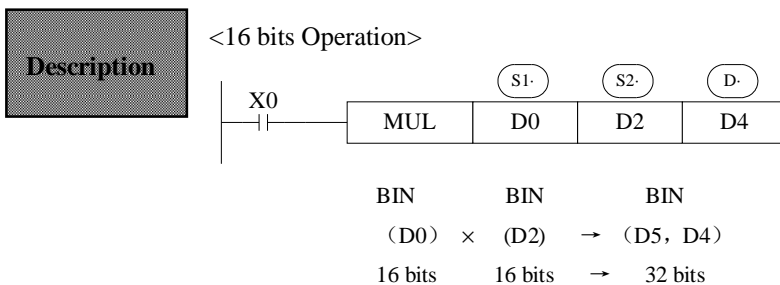 <16 bits Operation>
Description
S1· S2· D·
X0
MUL D0 D2 D4
BIN BIN BIN
（D0） × (D2) → （D5，D4）
16 bits 16 bits → 32 bits